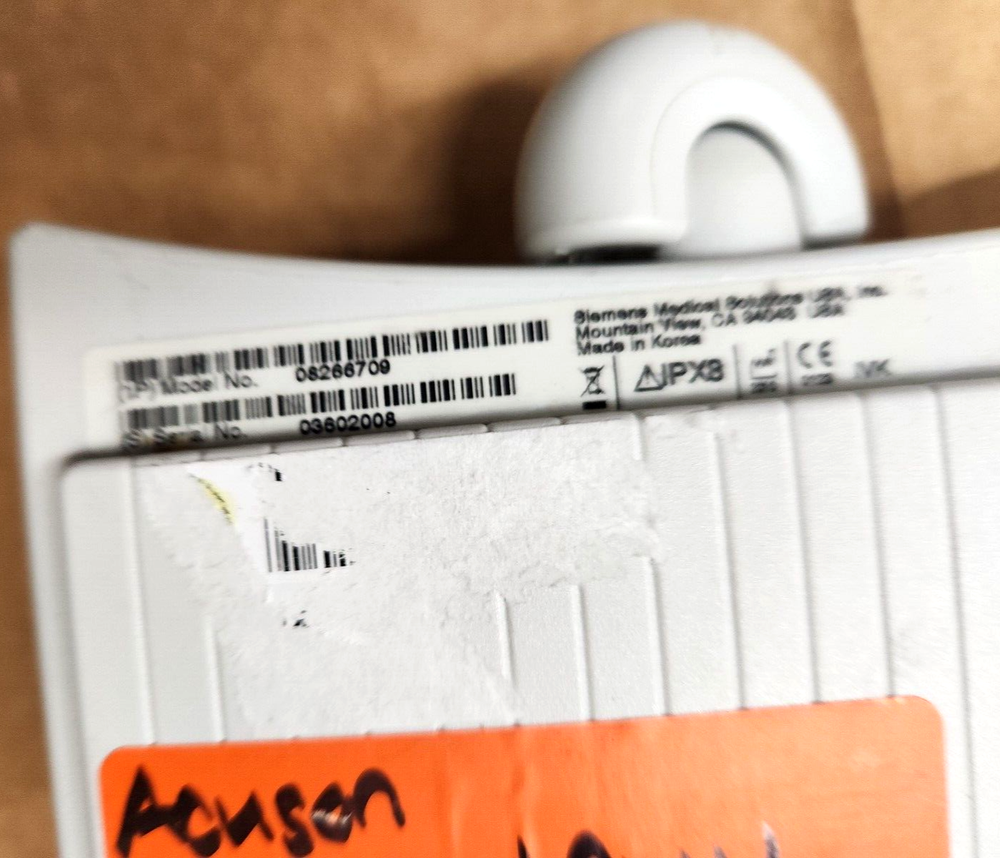 (1P) Model No. 08266709
(S) Serial No. 03602008
Siemens Medical Solutions USA, Inc.
Mountain View, CA 94043 USA
Made in Korea
IPX8
CE
IVK
Acuson